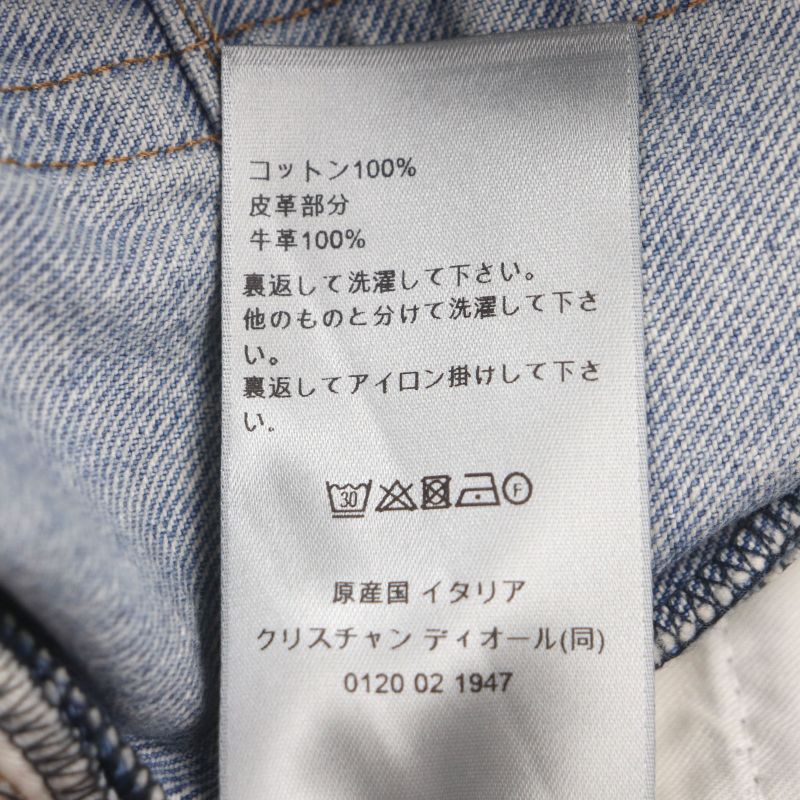 コットン100%
皮革部分
牛革100%
裏返して洗濯して下さい。
他のものと分けて洗濯して下さ
い。
裏返してアイロン掛けして下さ
い.
30 F
原産国 イタリア
クリスチャン ディオール(同)
0120 02 1947